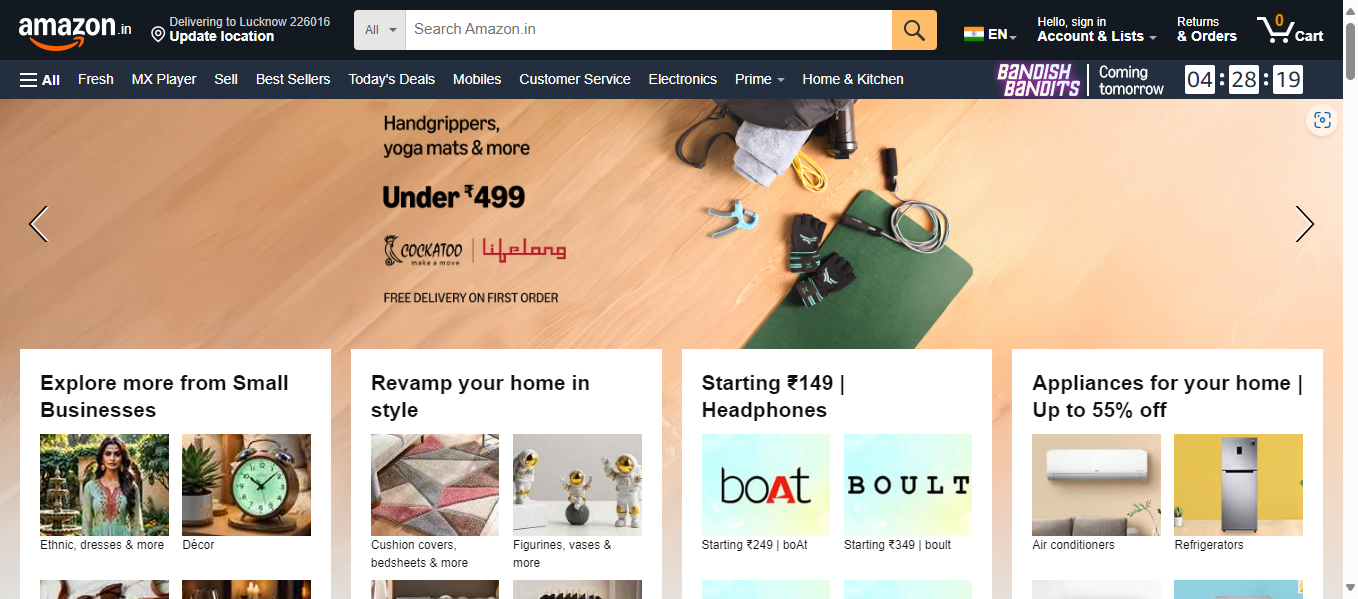 amazon.in
Delivering to Lucknow 226016
Update location
All
Search Amazon.in
EN
Hello, sign in
Account & Lists
Returns
& Orders
0
Cart
All
Fresh
MX Player
Sell
Best Sellers
Today's Deals
Mobiles
Customer Service
Electronics
Prime
Home & Kitchen
BANDISH
BANDITS
Coming
tomorrow
04 : 28 : 19
Handgrippers,
yoga mats & more
Under ₹499
COCKATOO
make a move
lifelong
FREE DELIVERY ON FIRST ORDER
Explore more from Small
Businesses
Ethnic, dresses & more
Décor
Revamp your home in
style
Cushion covers,
bedsheets & more
Figurines, vases &
more
Starting ₹149 |
Headphones
boAt
Starting ₹249 | boAt
BOULT
Starting ₹349 | boult
Appliances for your home |
Up to 55% off
Air conditioners
Refrigerators